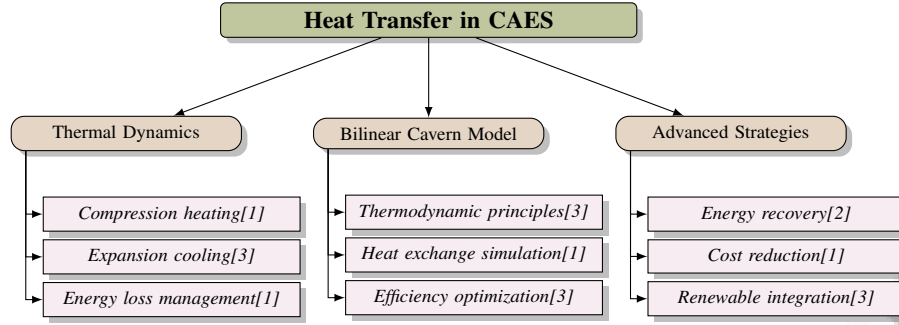 Heat Transfer in CAES
Thermal Dynamics
Compression heating[1]
Expansion cooling[3]
Energy loss management[1]
Bilinear Cavern Model
Thermodynamic principles[3]
Heat exchange simulation[1]
Efficiency optimization[3]
Advanced Strategies
Energy recovery[2]
Cost reduction[1]
Renewable integration[3]